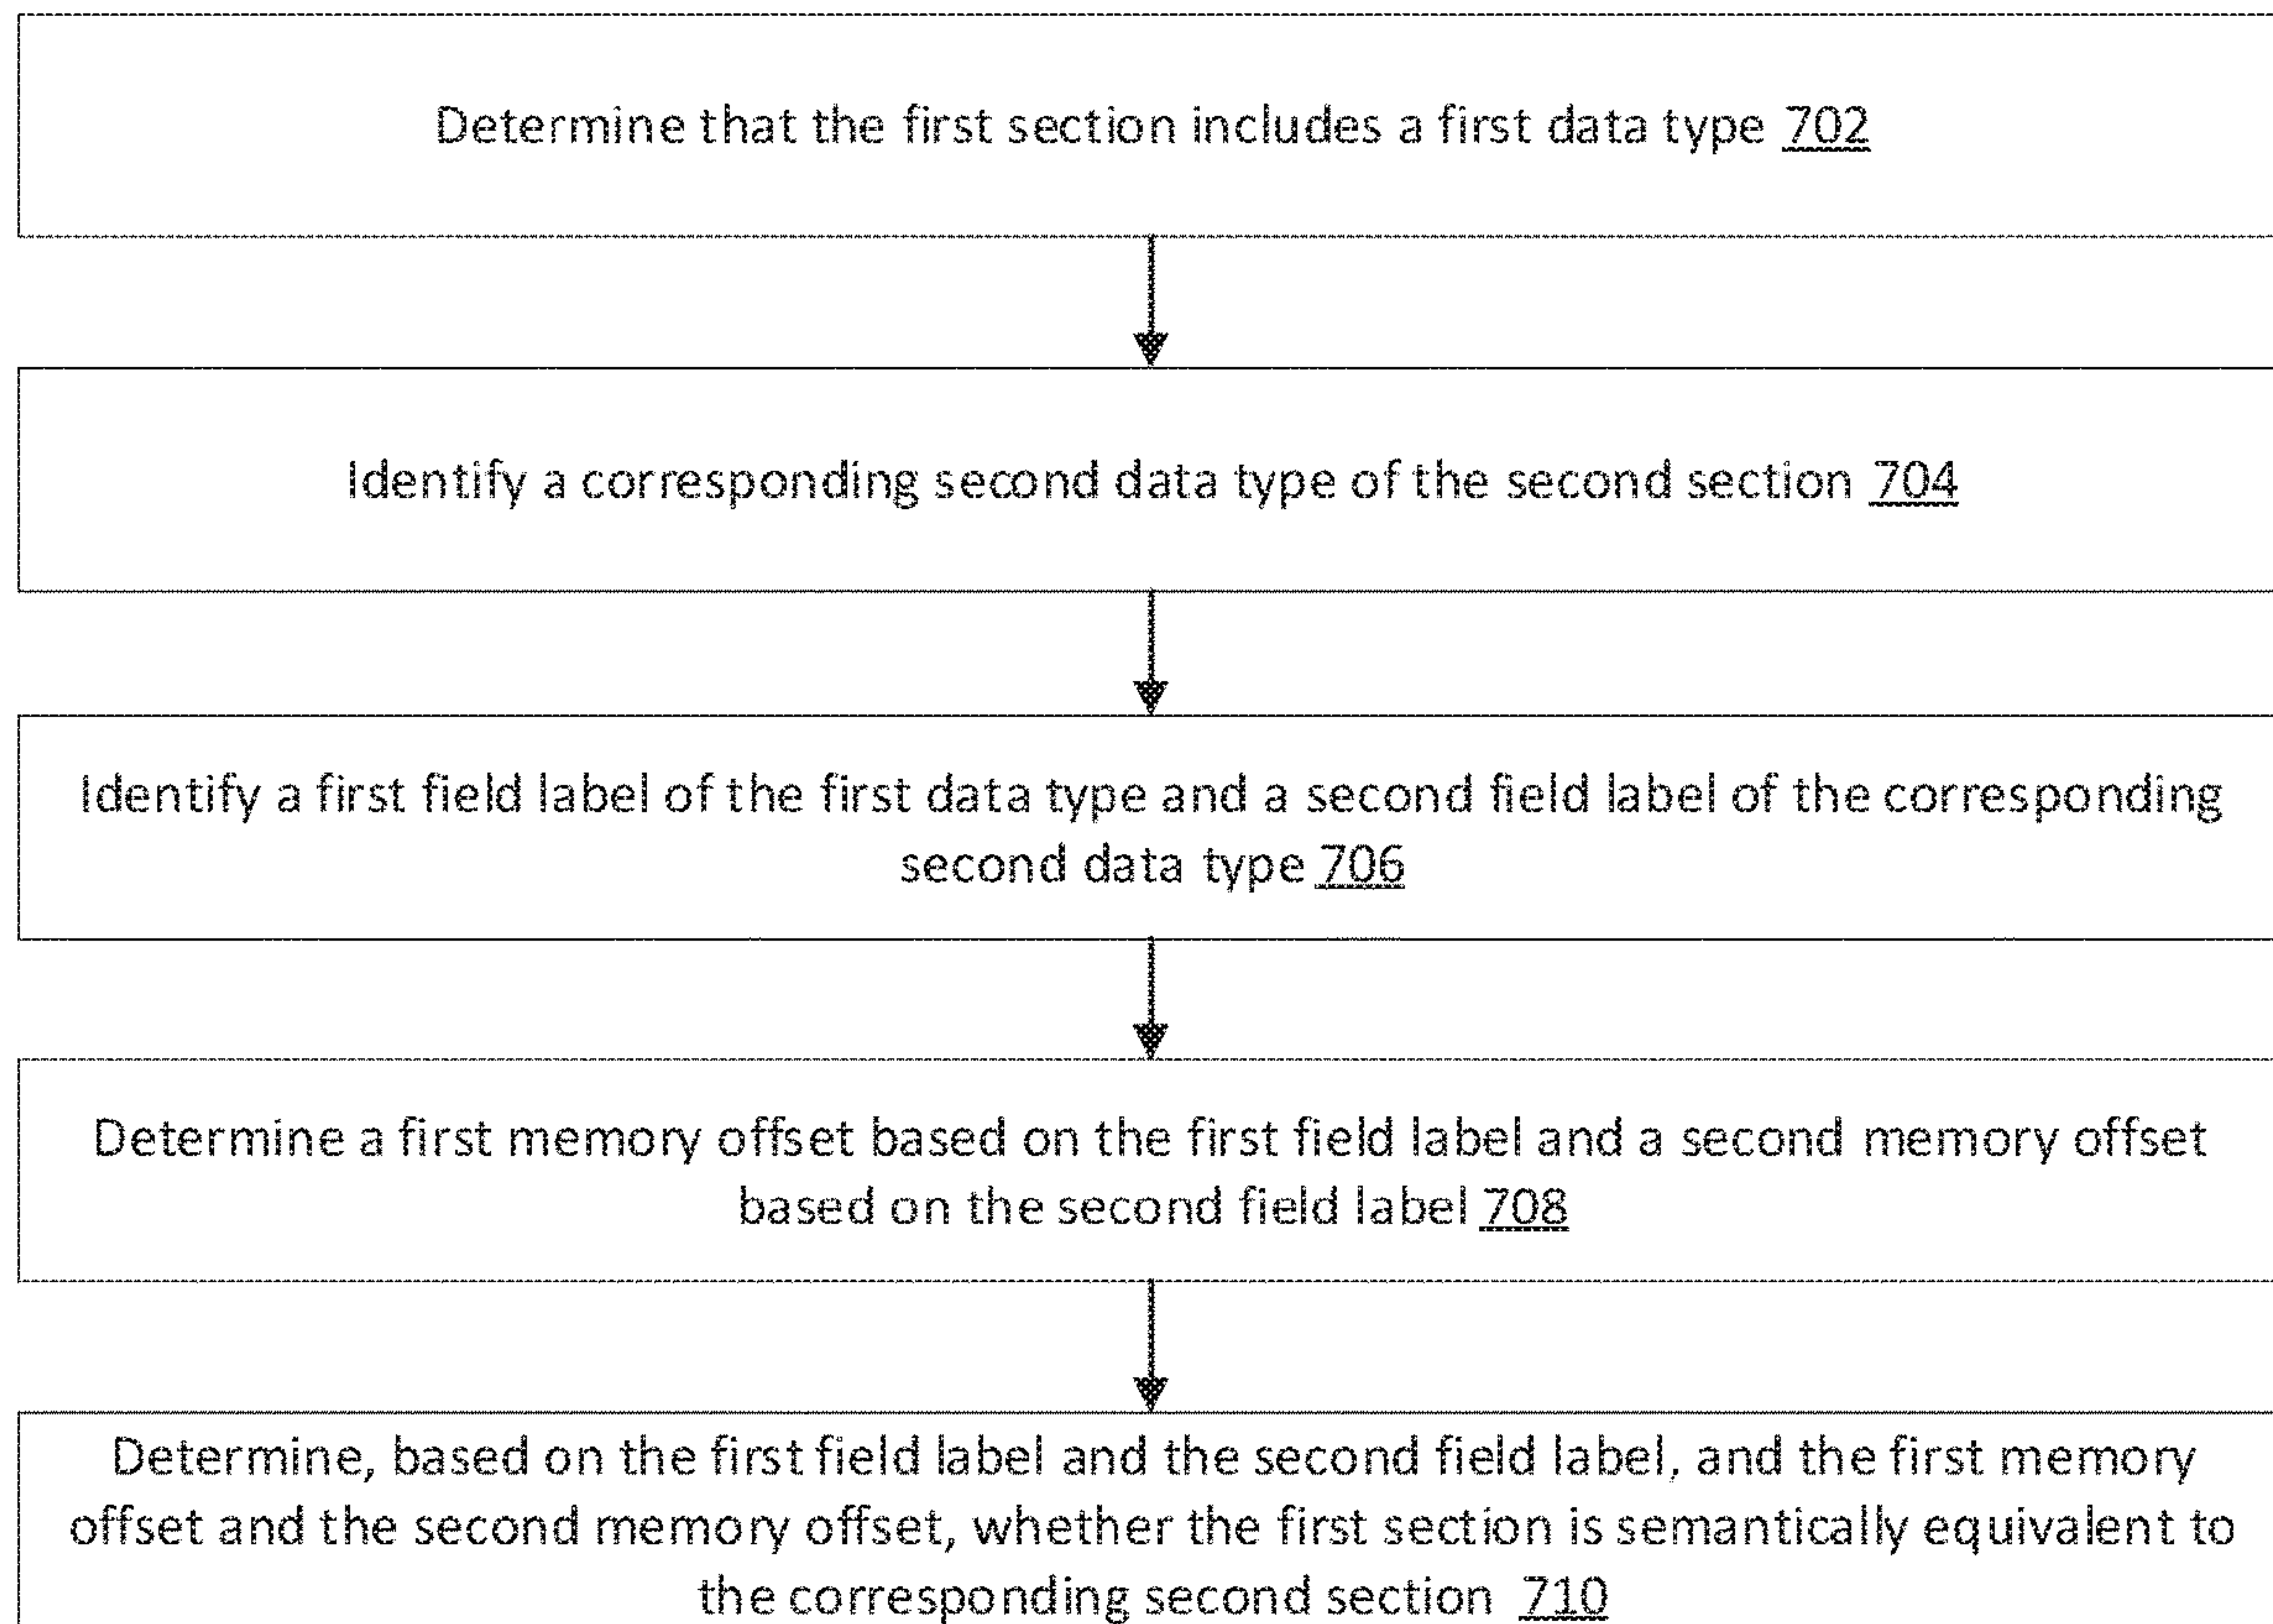 Determine that the first section includes a first data type 702
Identify a corresponding second data type of the second section 704
Identify a first field label of the first data type and a second field label of the corresponding
second data type 706
Determine a first memory offset based on the first field label and a second memory offset
based on the second field label 708
Determine, based on the first field label and the second field label, and the first memory
offset and the second memory offset, whether the first section is semantically equivalent to
the corresponding second section 710